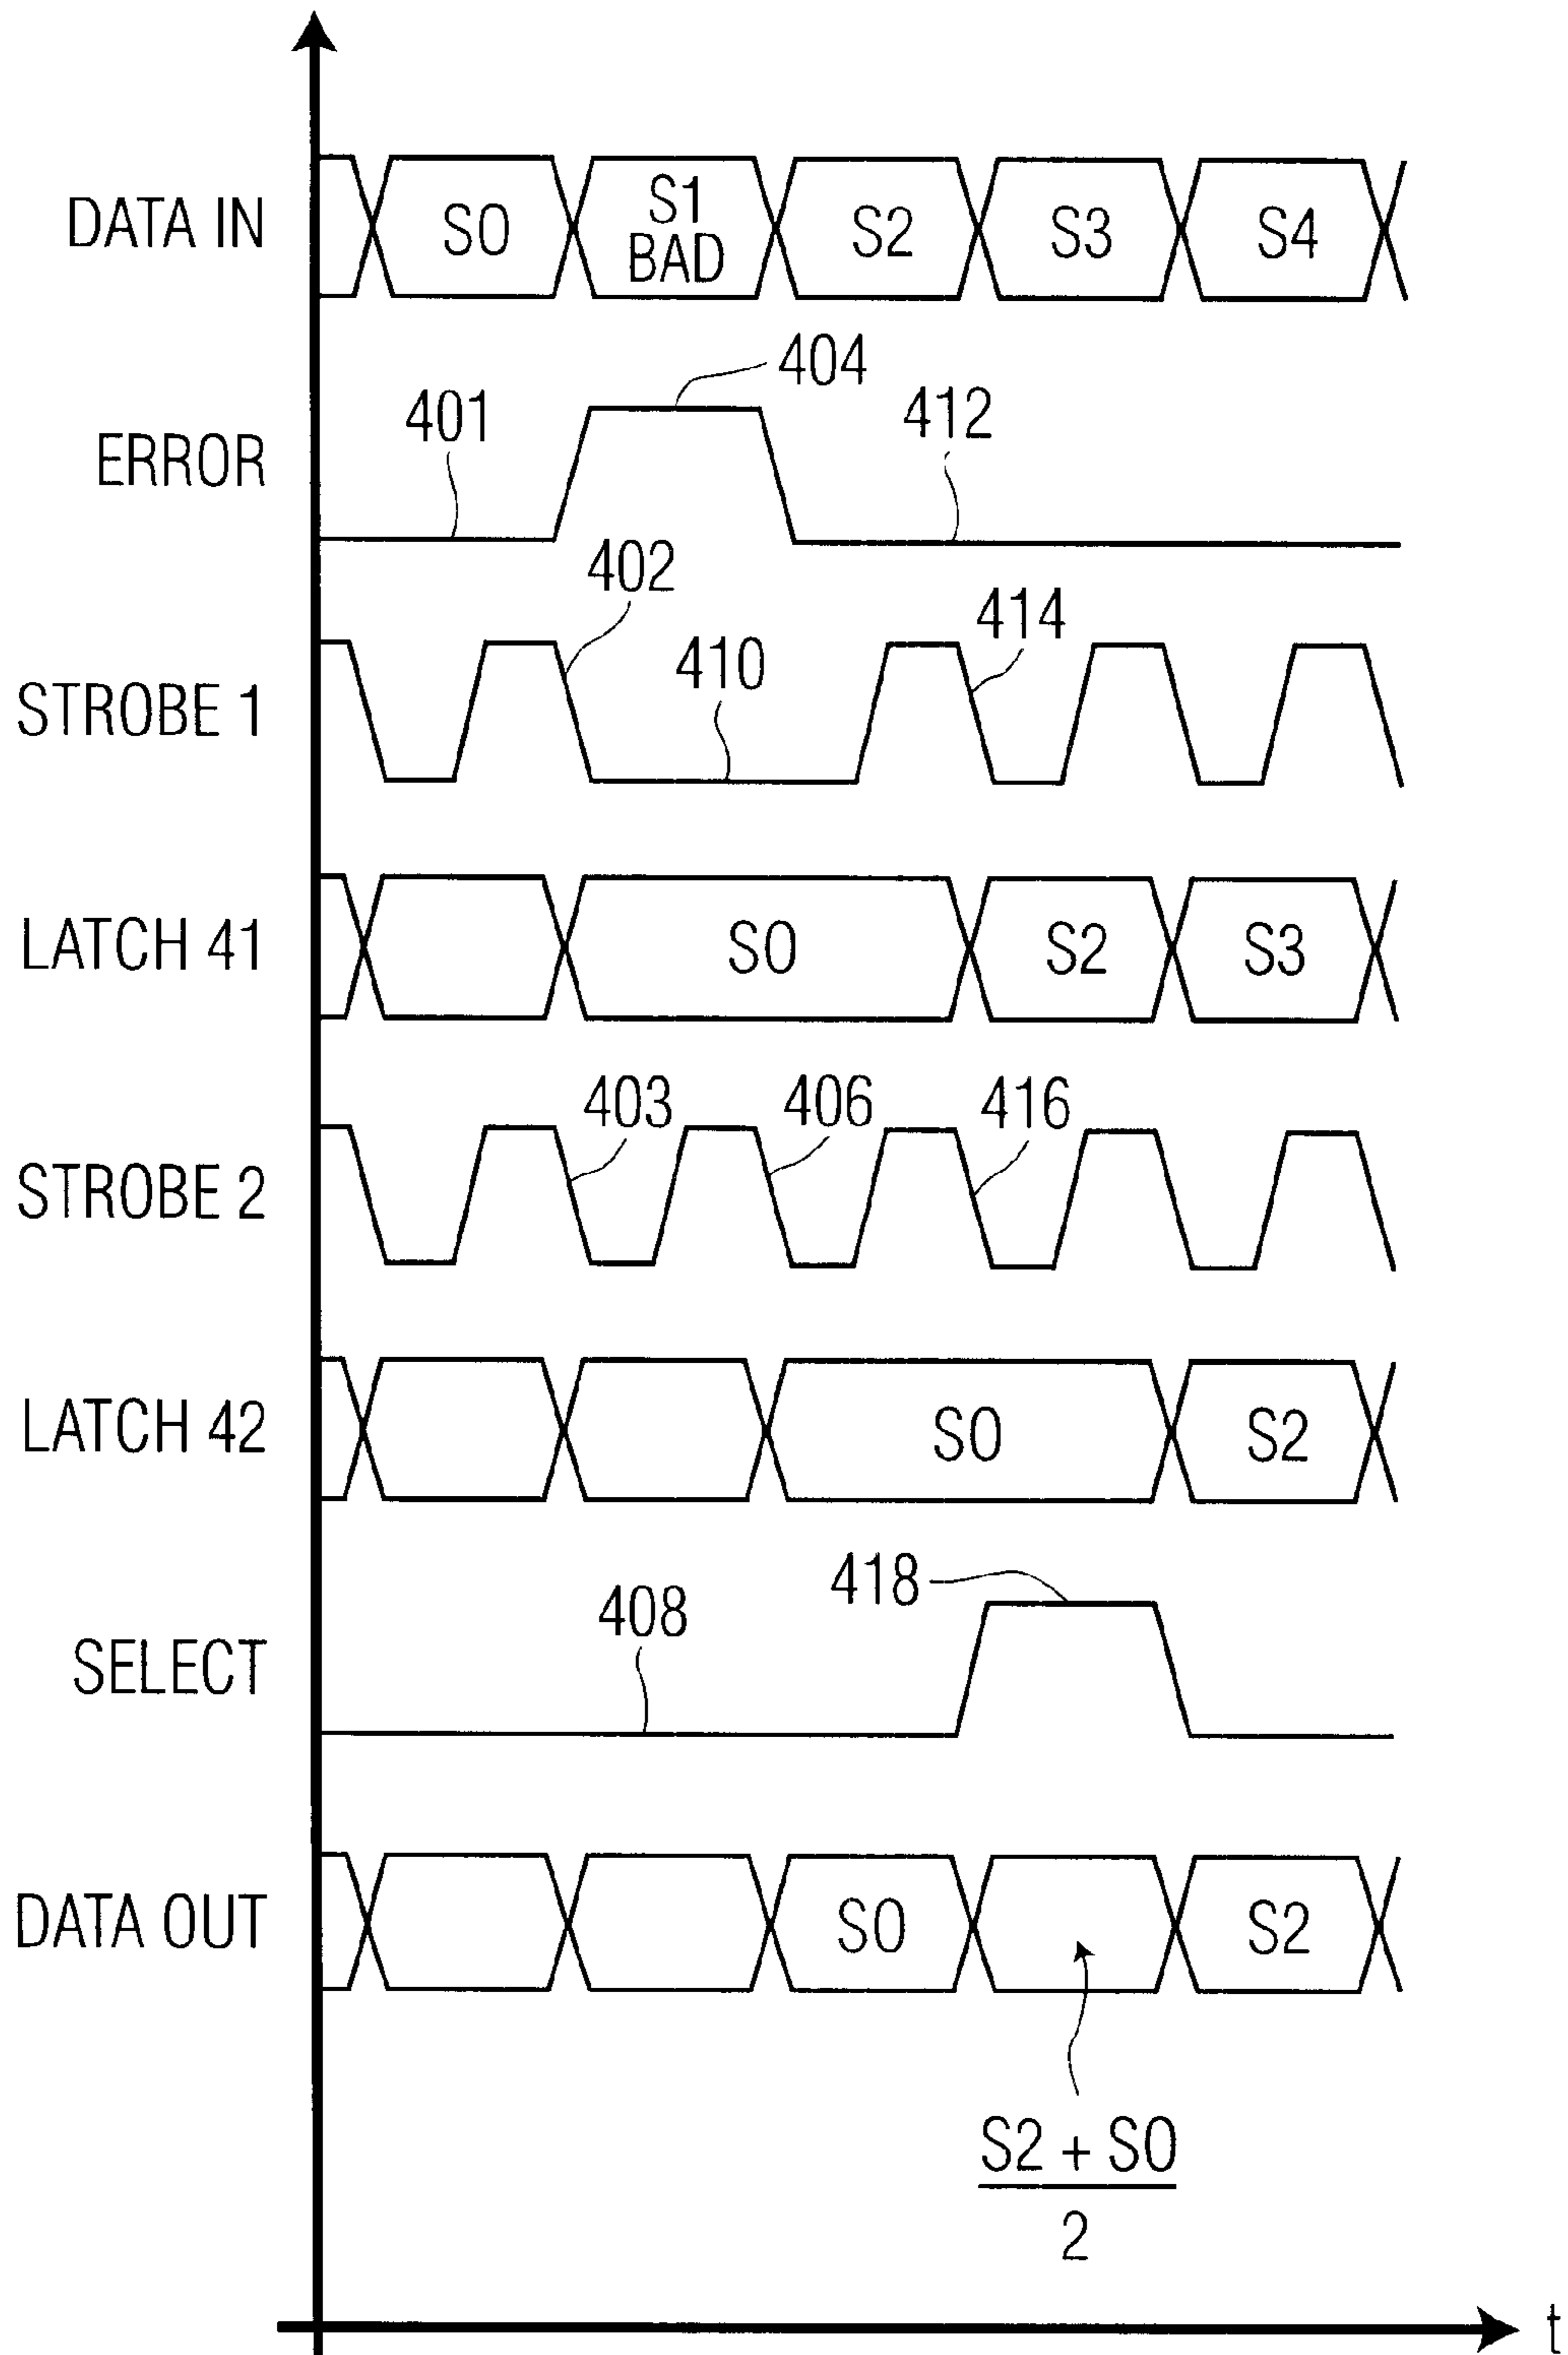 DATA IN S0 S1 BAD S2 S3 S4
404
401 412
ERROR
402
414
410
STROBE 1
LATCH 41 S0 S2 S3
403 406 416
STROBE 2
LATCH 42 S0 S2
418
408
SELECT
DATA OUT S0 S2
S2 + S0
2
t